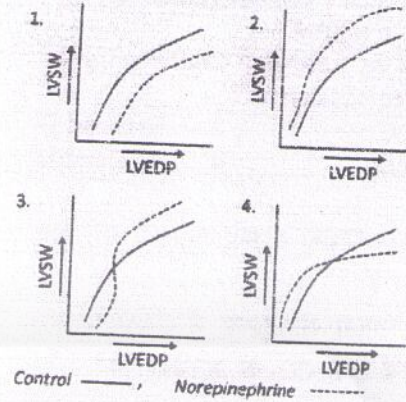 1.
LVSW
LVEDP
2.
LVSW
LVEDP
3.
LVSW
LVEDP
4.
LVSW
LVEDP
Control ——— , Norepinephrine --------